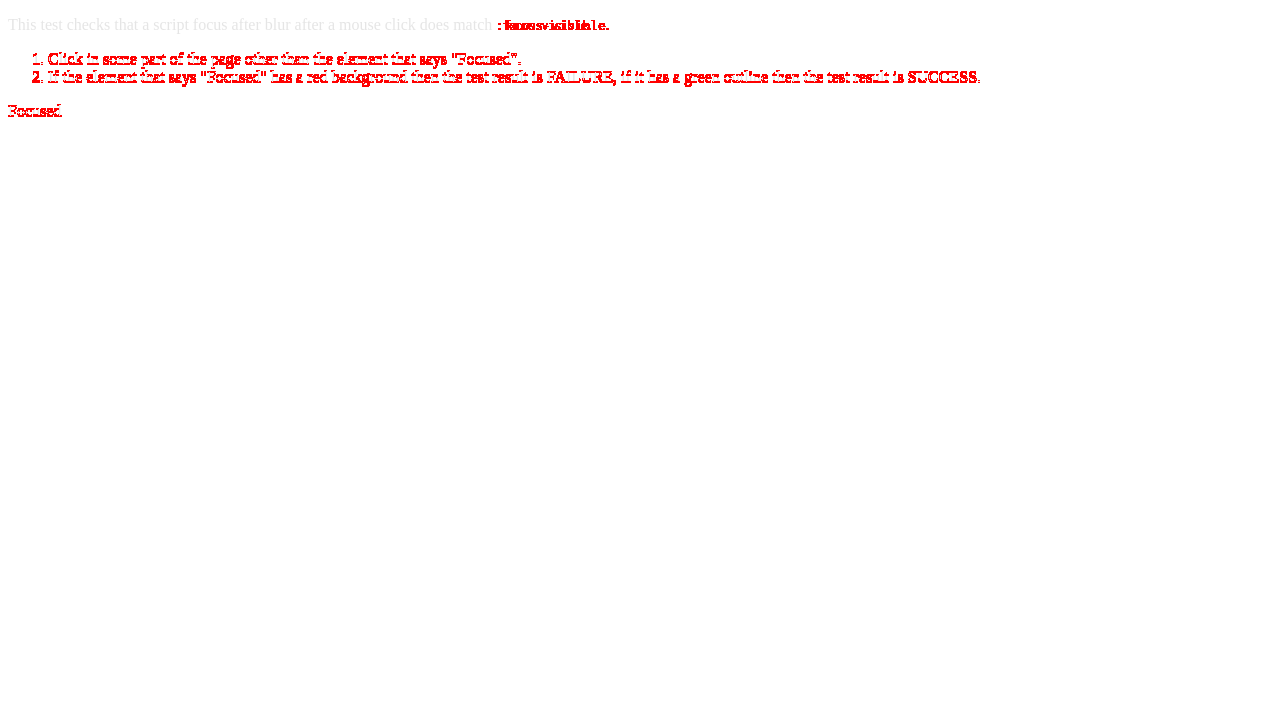 This test checks that a script focus after blur after a mouse click does match :focus-visible.
1. Click in some part of the page other than the element that says "Focused".
2. If the element that says "Focused" has a red background then the test result is FAILURE, if it has a green outline then the test result is SUCCESS.
Focused